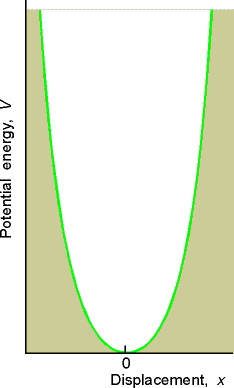 Potential energy, V
0
Displacement, x